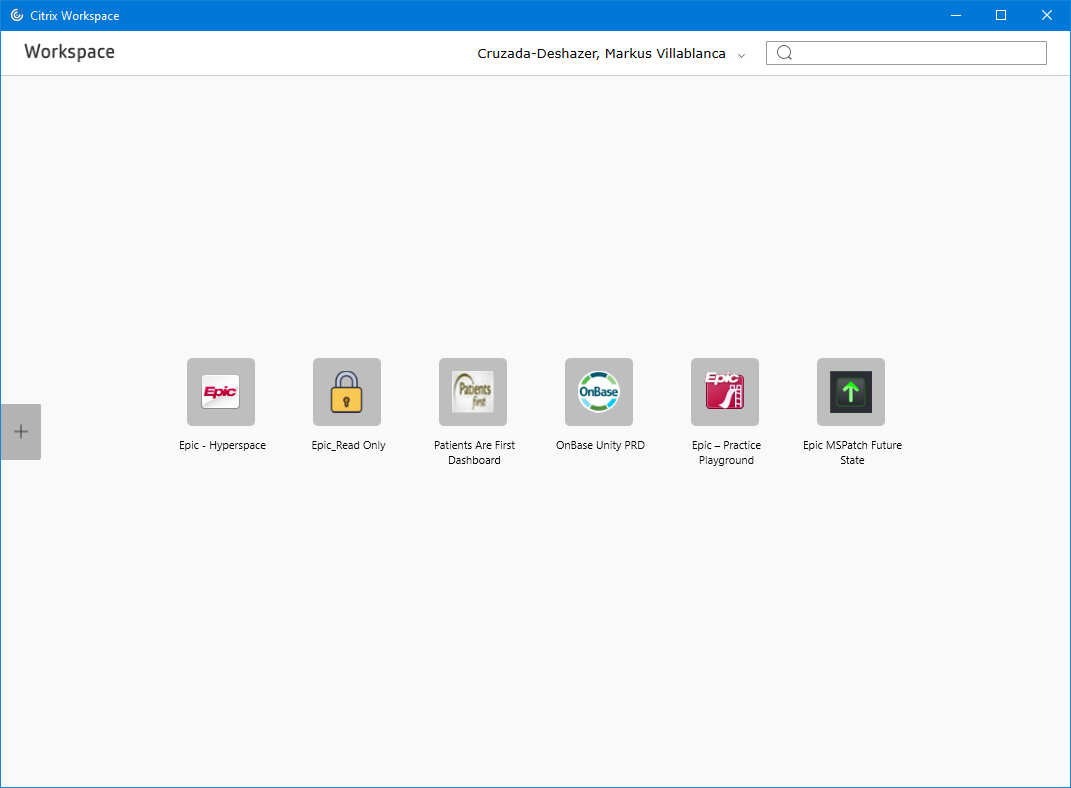 Citrix Workspace
Workspace
Cruzada-Deshazer, Markus Villablanca
Epic
Patients
first
OnBase
Epic
Epic - Hyperspace
Epic_Read Only
Patients Are First
Dashboard
OnBase Unity PRD
Epic – Practice
Playground
Epic MSPatch Future
State